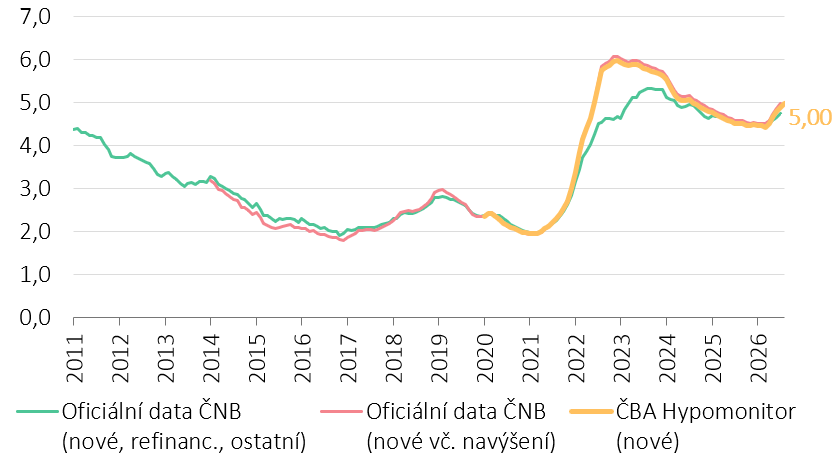 7,0
6,0
5,0
4,0
3,0
2,0
1,0
0,0
5,00
2011 2012 2013 2014 2015 2016 2017 2018 2019 2020 2021 2022 2023 2024 2025 2026
Oficiální data ČNB
(nové, refinanc., ostatní)
Oficiální data ČNB
(nové vč. navýšení)
ČBA Hypomonitor
(nové)